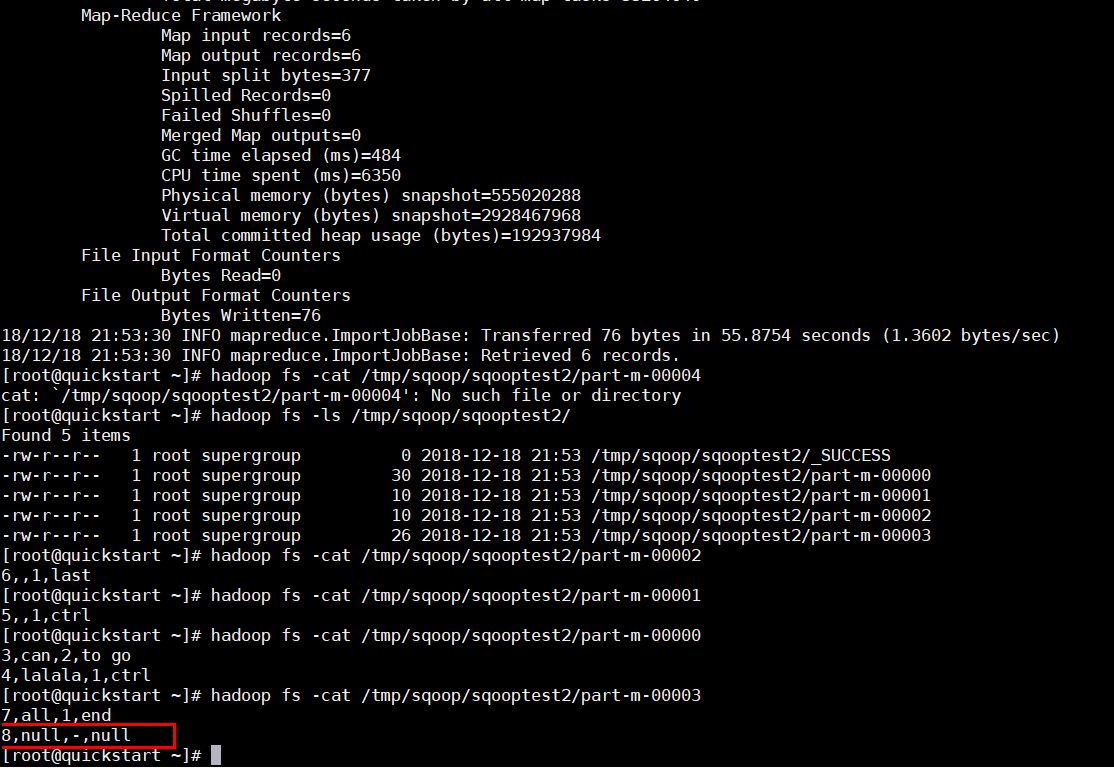 Total megabyte-seconds taken by all map tasks
Map-Reduce Framework
Map input records=6
Map output records=6
Input split bytes=377
Spilled Records=0
Failed Shuffles=0
Merged Map outputs=0
GC time elapsed (ms)=484
CPU time spent (ms)=6350
Physical memory (bytes) snapshot=555020288
Virtual memory (bytes) snapshot=2928467968
Total committed heap usage (bytes)=192937984
File Input Format Counters
Bytes Read=0
File Output Format Counters
Bytes Written=76
18/12/18 21:53:30 INFO mapreduce.ImportJobBase: Transferred 76 bytes in 55.8754 seconds (1.3602 bytes/sec)
18/12/18 21:53:30 INFO mapreduce.ImportJobBase: Retrieved 6 records.
[root@quickstart ~]# hadoop fs -cat /tmp/sqoop/sqooptest2/part-m-00004
cat: `/tmp/sqoop/sqooptest2/part-m-00004': No such file or directory
[root@quickstart ~]# hadoop fs -ls /tmp/sqoop/sqooptest2/
Found 5 items
-rw-r--r-- 1 root supergroup 0 2018-12-18 21:53 /tmp/sqoop/sqooptest2/_SUCCESS
-rw-r--r-- 1 root supergroup 30 2018-12-18 21:53 /tmp/sqoop/sqooptest2/part-m-00000
-rw-r--r-- 1 root supergroup 10 2018-12-18 21:53 /tmp/sqoop/sqooptest2/part-m-00001
-rw-r--r-- 1 root supergroup 10 2018-12-18 21:53 /tmp/sqoop/sqooptest2/part-m-00002
-rw-r--r-- 1 root supergroup 26 2018-12-18 21:53 /tmp/sqoop/sqooptest2/part-m-00003
[root@quickstart ~]# hadoop fs -cat /tmp/sqoop/sqooptest2/part-m-00002
6,,1,last
[root@quickstart ~]# hadoop fs -cat /tmp/sqoop/sqooptest2/part-m-00001
5,,1,ctrl
[root@quickstart ~]# hadoop fs -cat /tmp/sqoop/sqooptest2/part-m-00000
3,can,2,to go
4,lalala,1,ctrl
[root@quickstart ~]# hadoop fs -cat /tmp/sqoop/sqooptest2/part-m-00003
7,all,1,end
8,null,-,null
[root@quickstart ~]#